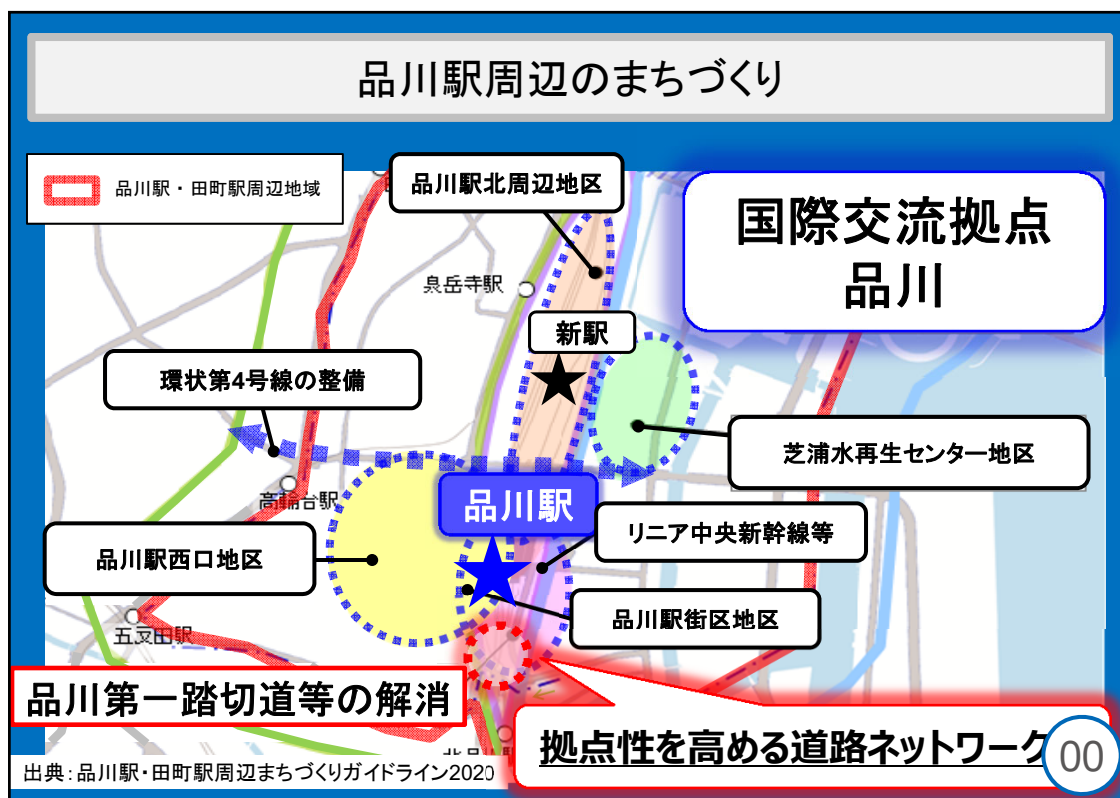 品川駅周辺のまちづくり
品川駅・田町駅周辺地域
品川駅北周辺地区
国際交流拠点
品川
泉岳寺駅
新駅
環状第4号線の整備
芝浦水再生センター地区
高輪台駅
品川駅
リニア中央新幹線等
品川駅西口地区
品川駅街区地区
五反田駅
品川第一踏切道等の解消
拠点性を高める道路ネットワーク
00
出典：品川駅・田町駅周辺まちづくりガイドライン2020